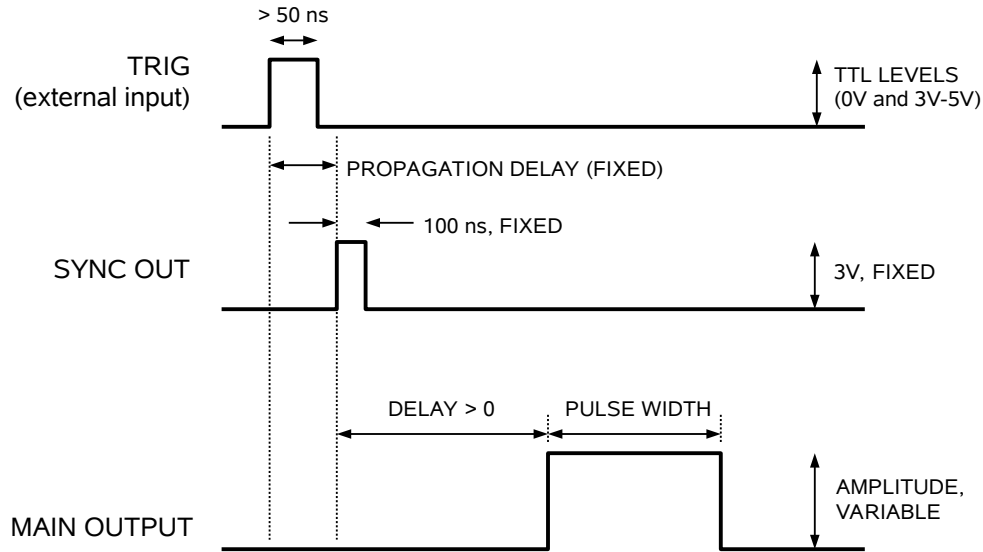 > 50 ns
TRIG
(external input)
TTL LEVELS
(0V and 3V-5V)
PROPAGATION DELAY (FIXED)
100 ns, FIXED
SYNC OUT
3V, FIXED
DELAY > 0
PULSE WIDTH
AMPLITUDE,
VARIABLE
MAIN OUTPUT